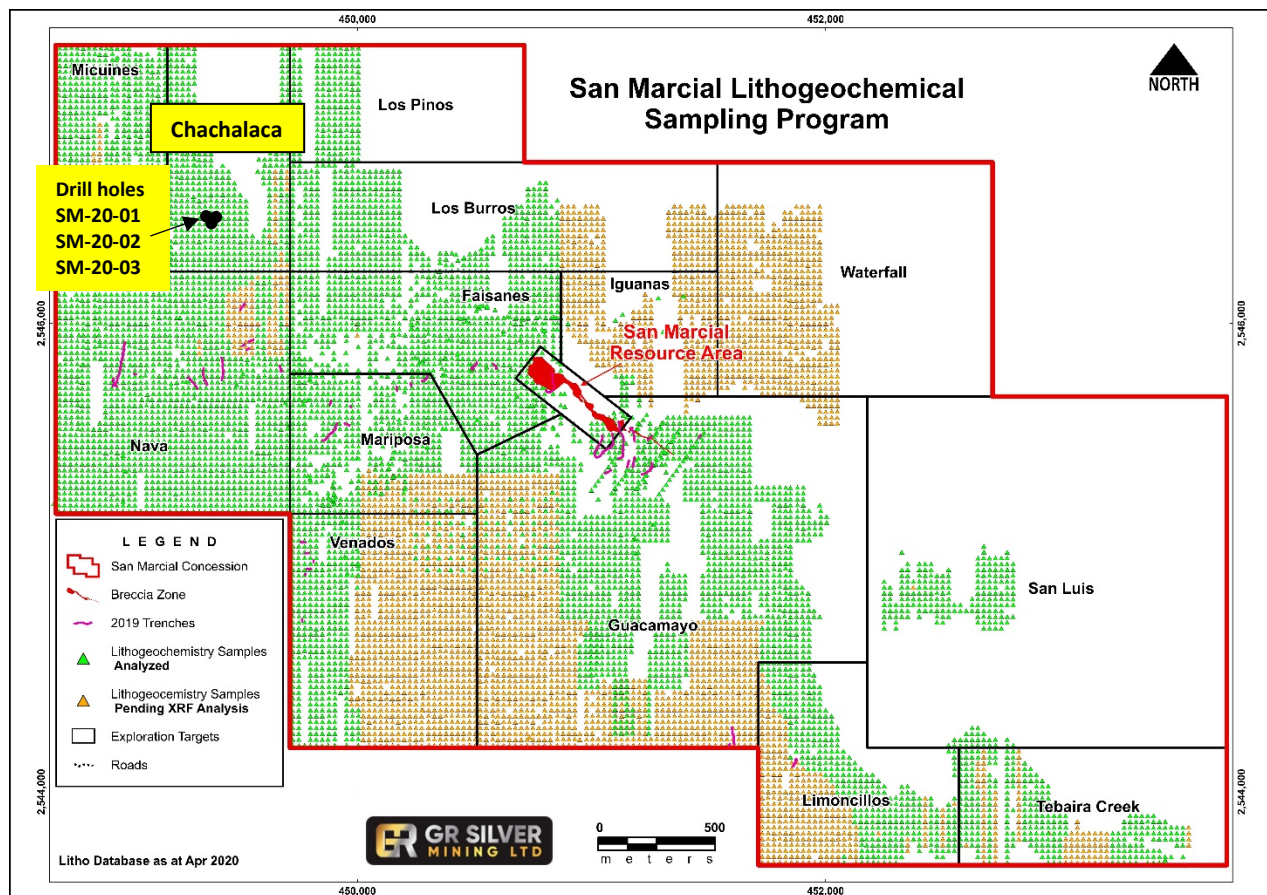 450,000
452,000
Micuines
Los Pinos
San Marcial Lithogeochemical
Sampling Program
NORTH
Chachalaca
Drill holes
SM-20-01
SM-20-02
SM-20-03
Los Burros
Waterfall
Iguanas
Faisanes
2,546,000
2,546,000
San Marcial
Resource Area
Nava
Mariposa
Venados
San Luis
Guacamayo
LEGEND
San Marcial Concession
Breccia Zone
2019 Trenches
Lithogeochemistry Samples
Analyzed
Lithogeocemistry Samples
Pending XRF Analysis
Exploration Targets
Roads
2,544,000
2,544,000
Limoncillos
Tebaira Creek
GR
GR SILVER
MINING LTD
0 500
meters
Litho Database as at Apr 2020
450,000
452,000